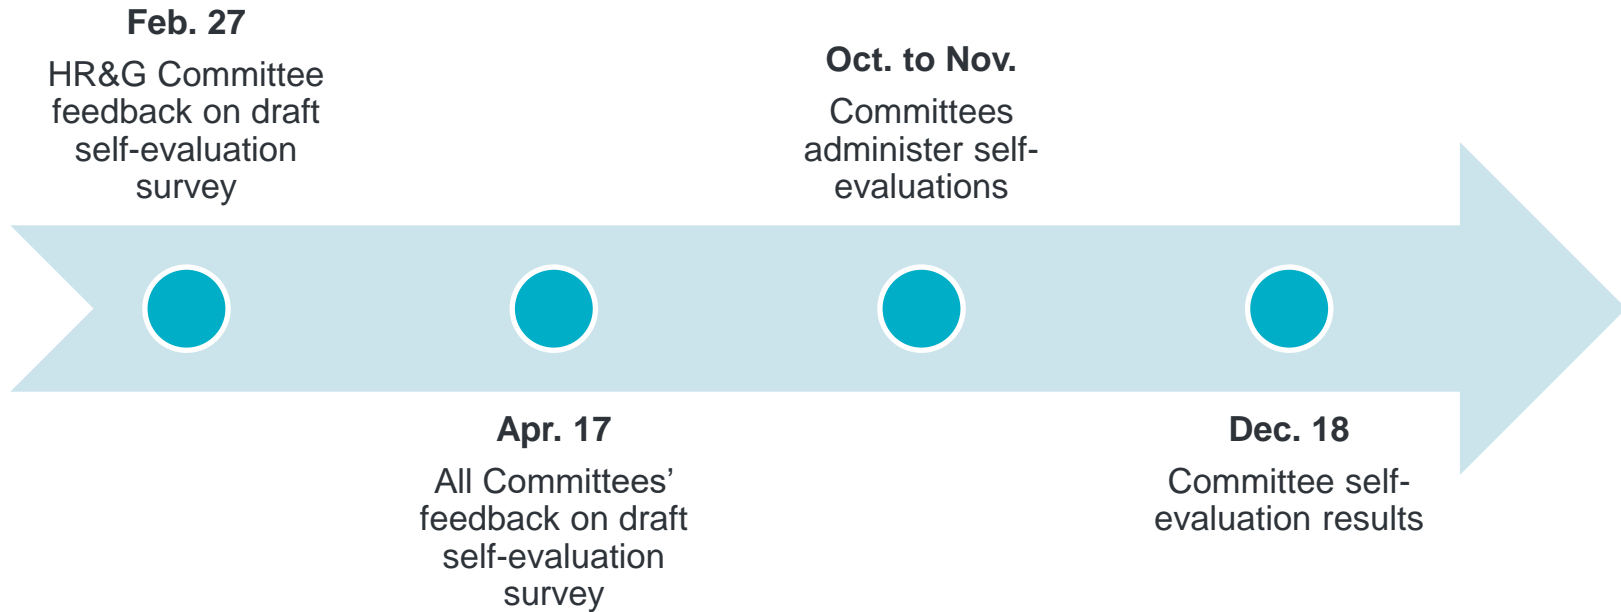 Feb. 27
HR&G Committee
feedback on draft
self-evaluation
survey
Apr. 17
All Committees’
feedback on draft
self-evaluation
survey
Oct. to Nov.
Committees
administer self-
evaluations
Dec. 18
Committee self-
evaluation results